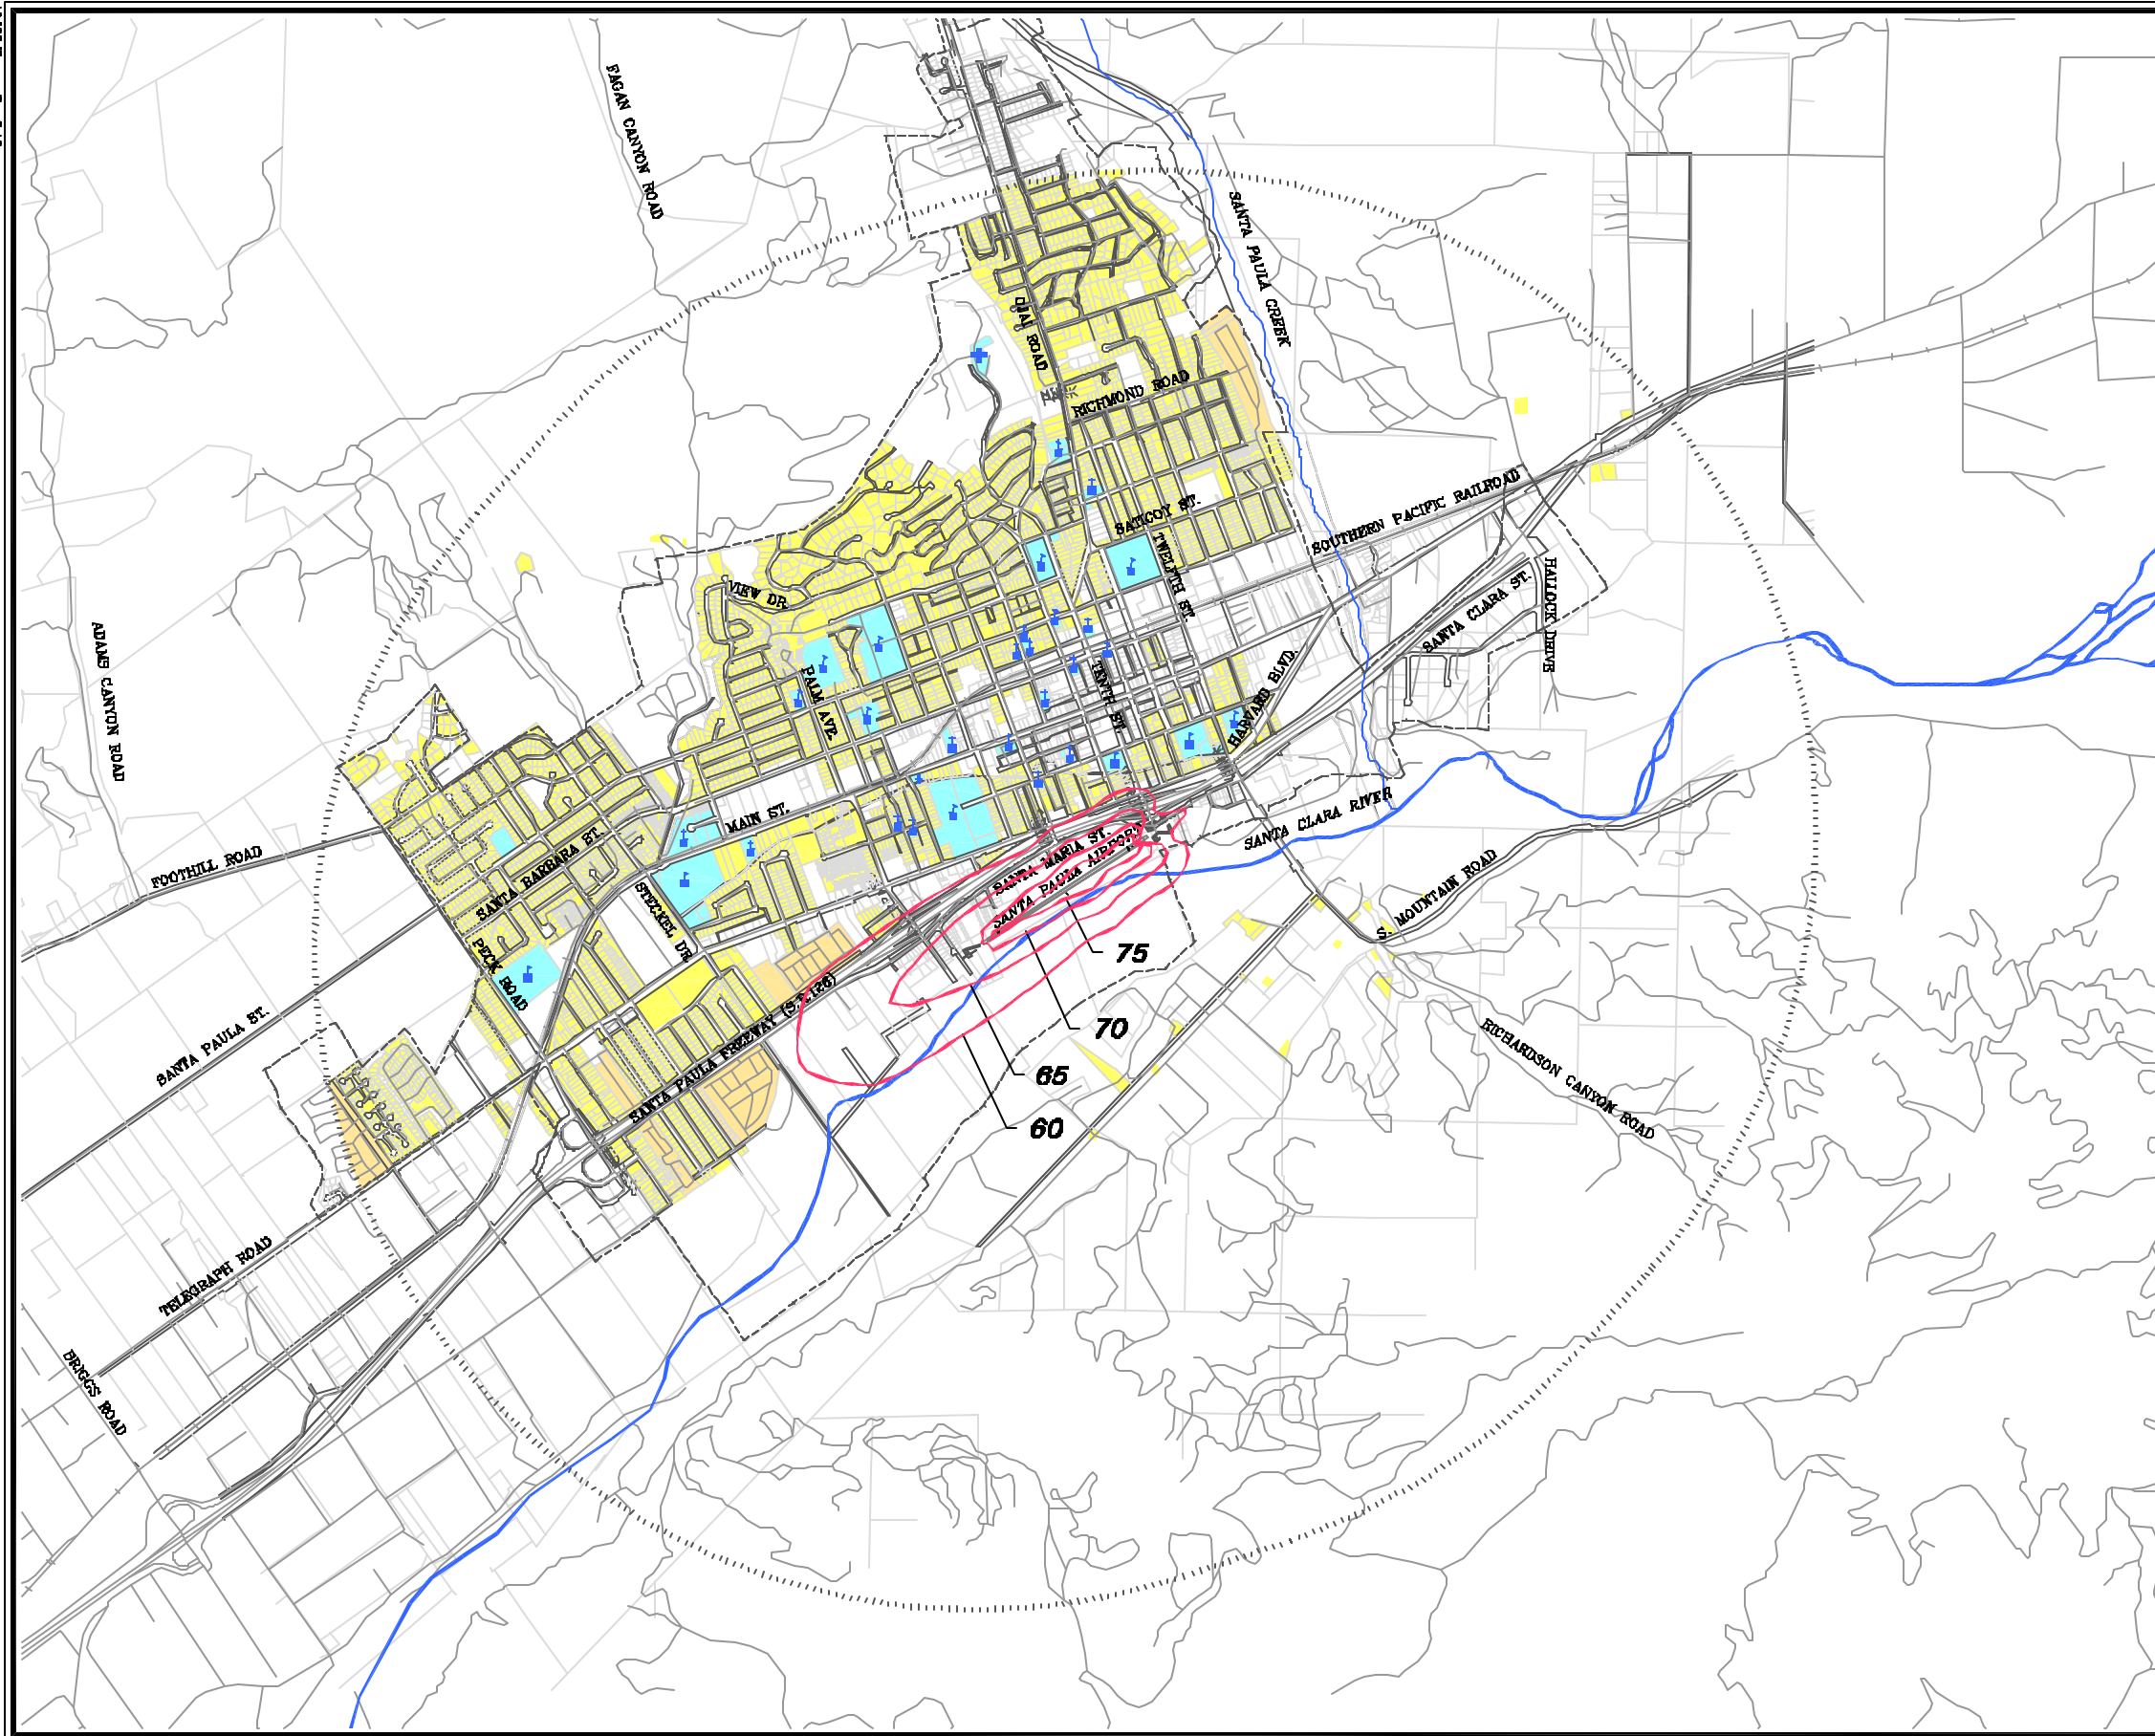 FAGAN CANYON ROAD
SANTA PAULA CREEK
OJAI ROAD
RICHMOND ROAD
SATICOY ST.
TWELFTH ST.
SOUTHERN PACIFIC RAILROAD
HALLOCK DRIVE
SANTA CLARA ST.
VIEW DR.
ADAMS CANYON ROAD
PALM AVE.
TENTH ST.
HARVARD BLVD.
MAIN ST.
SANTA CLARA RIVER
FOOTHILL ROAD
SANTA BARBARA ST.
STECKEL DR.
SANTA MARIA ST.
SANTA PAULA AIRPORT
S. MOUNTAIN ROAD
PECK ROAD
75
SANTA PAULA ST.
SANTA PAULA FREEWAY (S.R.126)
70
RICHARDSON CANYON ROAD
65
60
TELEGRAPH ROAD
BRIGGS ROAD